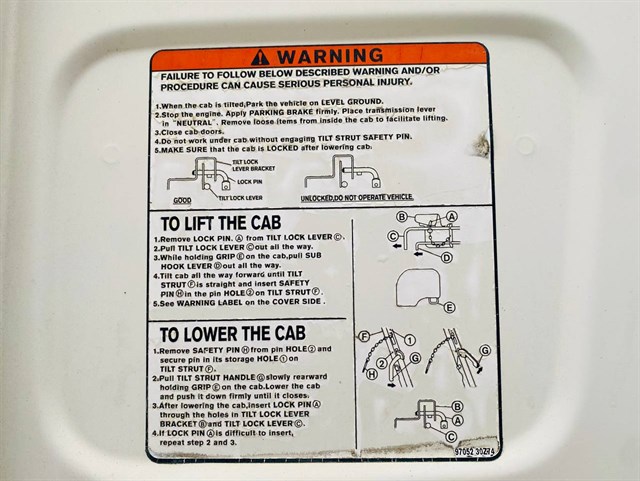 WARNING
FAILURE TO FOLLOW BELOW DESCRIBED WARNING AND/OR
PROCEDURE CAN CAUSE SERIOUS PERSONAL INJURY.
1.When the cab is tilted,Park the vehicle on LEVEL GROUND.
2.Stop the engine. Apply PARKING BRAKE firmly. Place transmission lever
in "NEUTRAL". Remove loose items from inside the cab to facilitate lifting.
3.Close cab doors.
4.Do not work under cab without engaging TILT STRUT SAFETY PIN.
5.MAKE SURE that the cab is LOCKED after lowering cab.
TILT LOCK
LEVER BRACKET
LOCK PIN
TILT LOCK LEVER
GOOD
UNLOCKED,DO NOT OPERATE VEHICLE.
TO LIFT THE CAB
1.Remove LOCK PIN. Ⓐ from TILT LOCK LEVER Ⓒ.
2.Pull TILT LOCK LEVER Ⓒ out all the way.
3.While holding GRIP Ⓔ on the cab,pull SUB
HOOK LEVER Ⓓ out all the way.
4.Tilt cab all the way forward until TILT
STRUT Ⓕ is straight and insert SAFETY
PIN Ⓗ in the pin HOLE ② on TILT STRUT Ⓕ.
5.See WARNING LABEL on the COVER SIDE .
B
A
C
D
E
TO LOWER THE CAB
1.Remove SAFETY PIN Ⓗ from pin HOLE ② and
secure pin in its storage HOLE ① on
TILT STRUT Ⓕ.
2.Pull TILT STRUT HANDLE Ⓖ slowly rearward
holding GRIP Ⓔ on the cab.Lower the cab
and push it down firmly until it closes.
3.After lowering the cab,insert LOCK PIN Ⓐ
through the holes in TILT LOCK LEVER
BRACKET Ⓑ and TILT LOCK LEVER Ⓒ.
4.If LOCK PIN Ⓐ is difficult to insert,
repeat step 2 and 3.
F
1
G
H
2
G
B
A
C
97052 30Z74